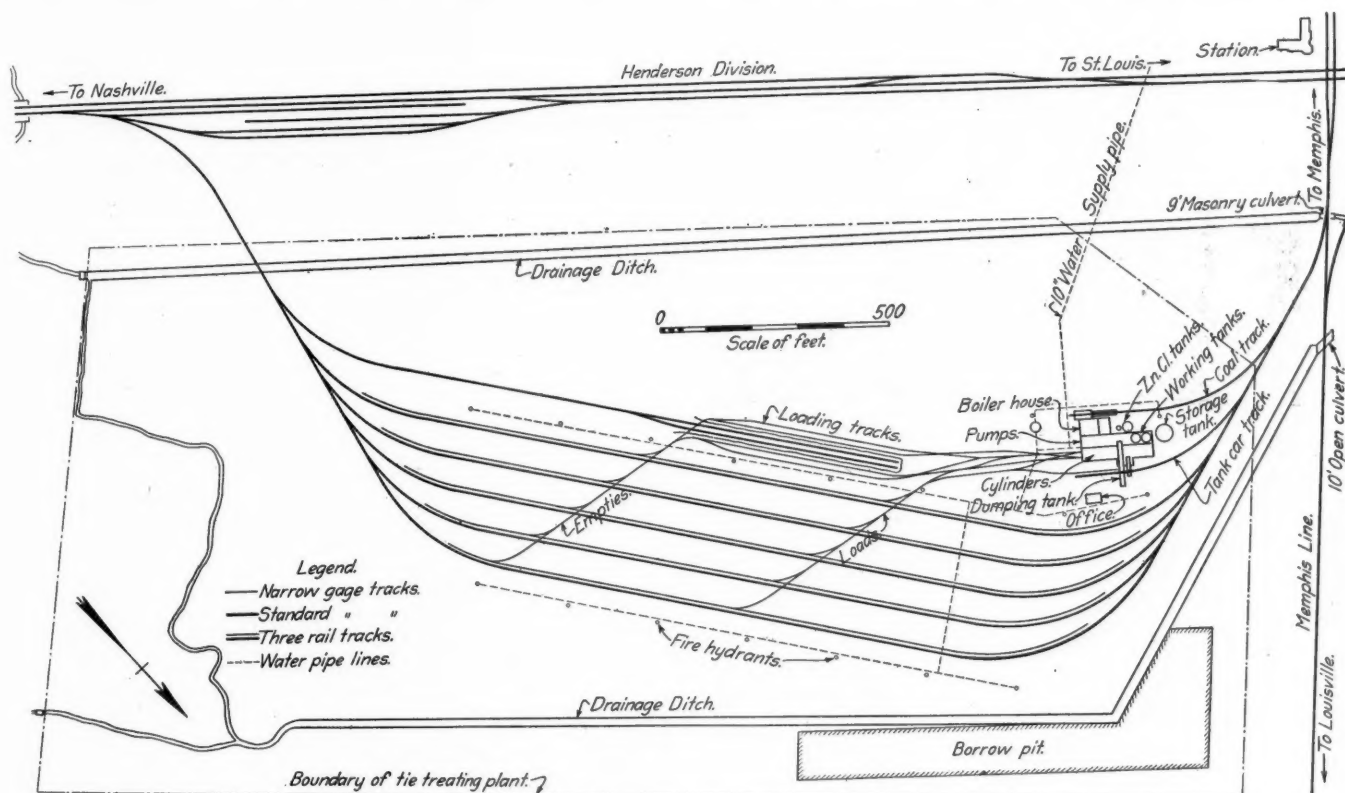 Station.
To Nashville.
Henderson Division.
To St. Louis.
To Memphis.
9' Masonry culvert.
Supply pipe.
10" Water
Drainage Ditch.
0 500
Scale of feet.
Zn. Cl. tanks.
Working tanks.
Coal track.
Boiler house.
Storage
tank.
Loading tracks.
Pumps.
Tank car track.
10' Open culvert.
Cylinders.
Dumping tank.
Office.
Empties.
Loads.
Legend.
Narrow gage tracks.
Standard " "
Three rail tracks.
Water pipe lines.
Fire hydrants.
Memphis Line.
Drainage Ditch.
To Louisville.
Borrow pit.
Boundary of tie treating plant.